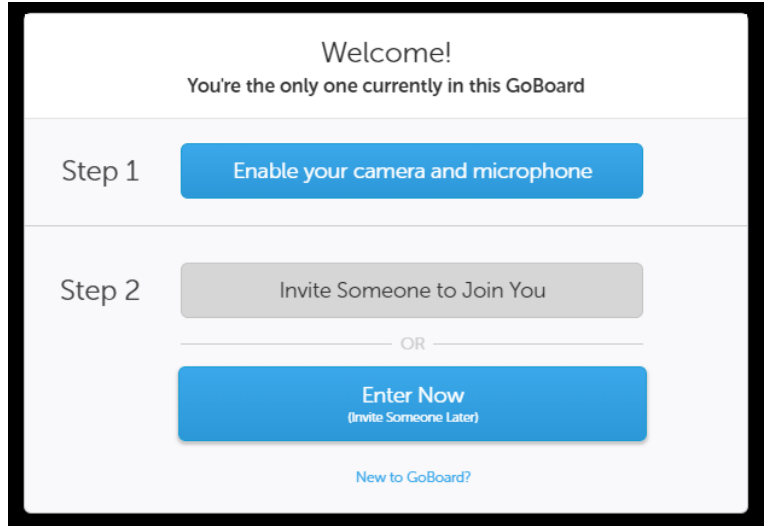 Welcome!
You're the only one currently in this GoBoard
Step 1
Enable your camera and microphone
Step 2
Invite Someone to Join You
OR
Enter Now
(Invite Someone Later)
New to GoBoard?